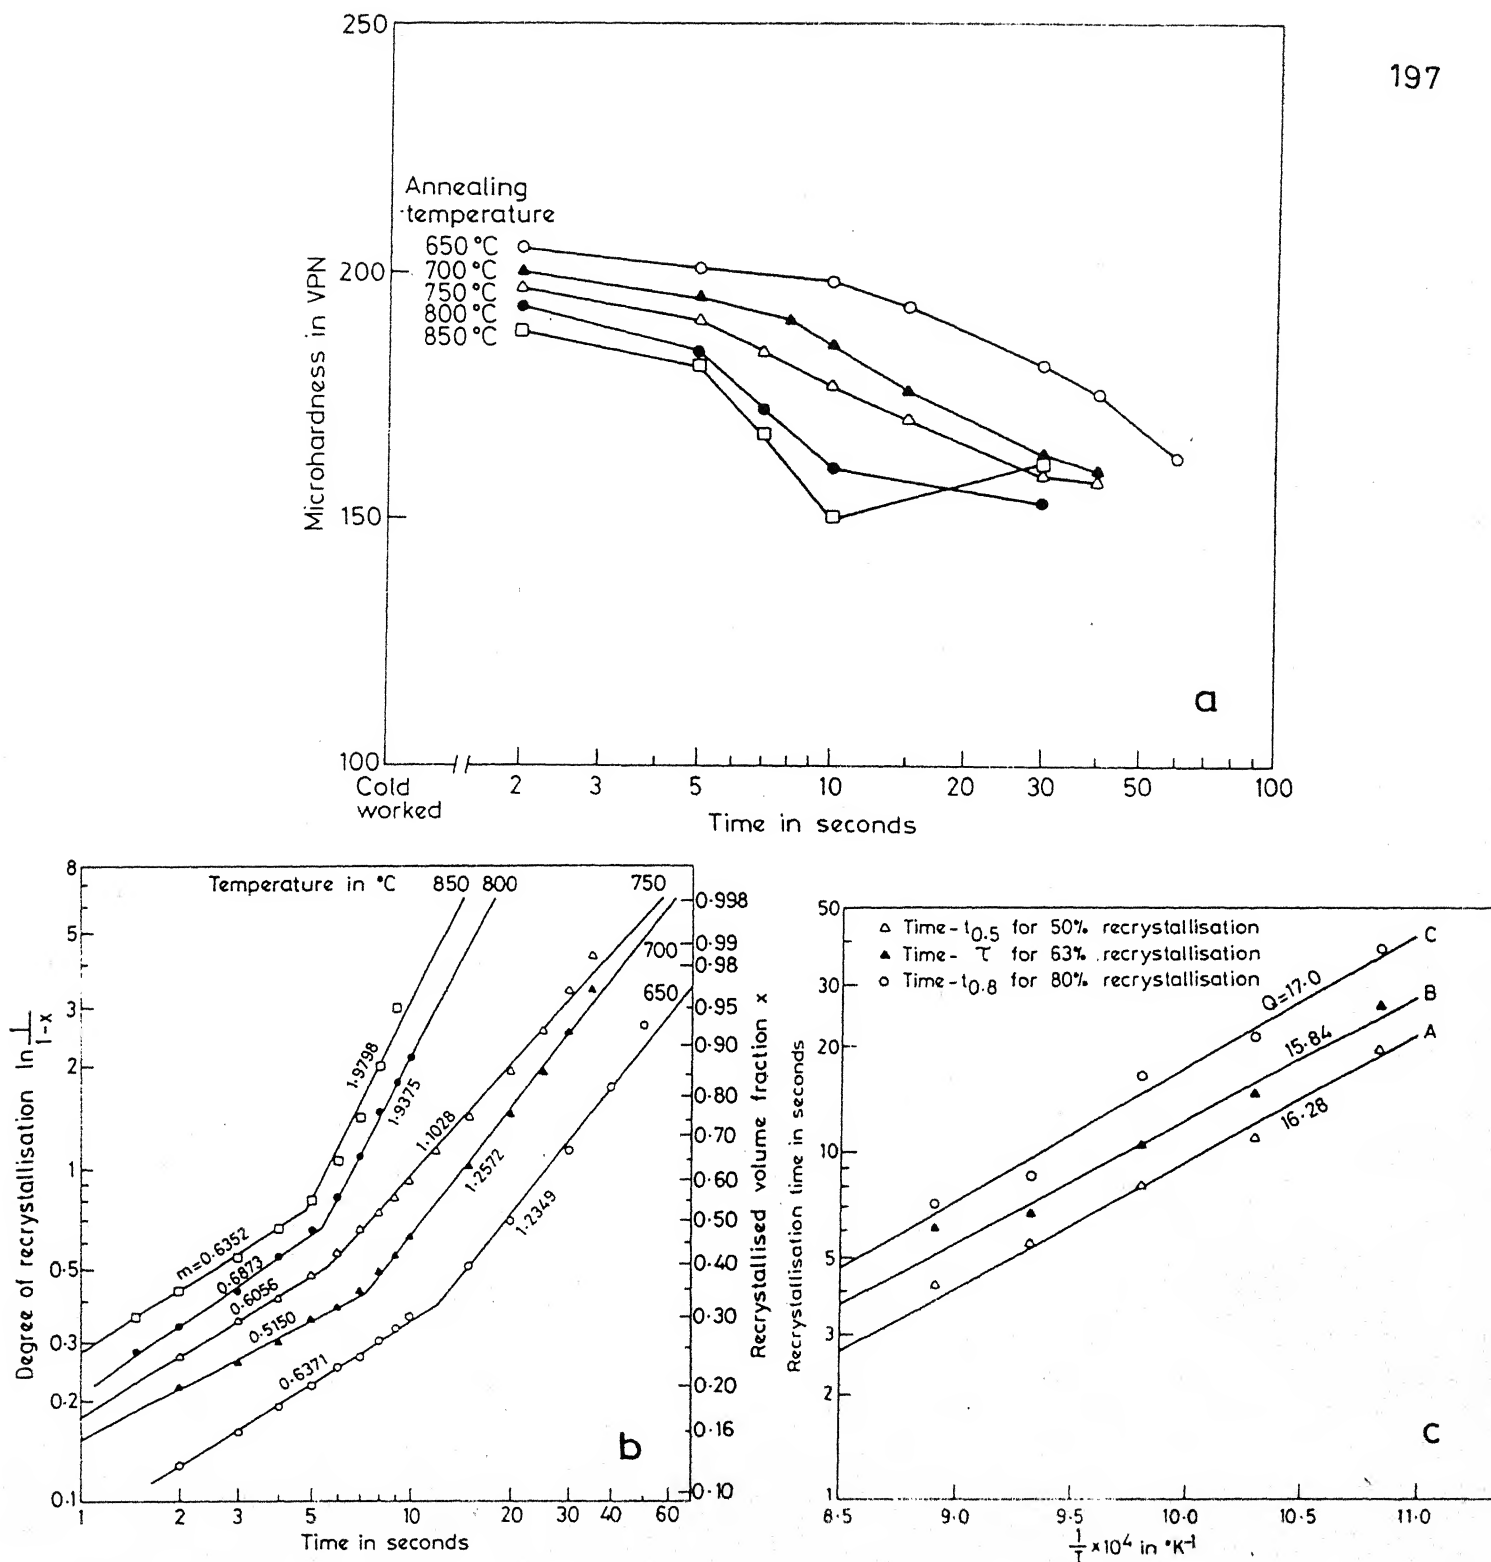 197
250
200
150
100
Microhardness in VPN
Annealing
temperature
650 °C
700 °C
750 °C
800 °C
850 °C
a
Cold
worked
2 3 5 10 20 30 50 100
Time in seconds
Temperature in °C 850 800 750
700
650
8
5
3
2
1
0·5
0·3
0·2
0·1
Degree of recrystallisation ln 1/1-x
1·9798
1·9375
1·1028
1·2572
1·2349
m=0·6352
0·6873
0·6056
0·5150
0·6371
0·998
0·99
0·98
0·95
0·90
0·80
0·70
0·60
0·50
0·40
0·30
0·20
0·16
0·10
Recrystallised volume fraction x
b
1 2 3 5 10 20 30 40 60
Time in seconds
50
30
20
10
5
3
2
1
Recrystallisation time in seconds
△ Time - t0.5 for 50% recrystallisation
▲ Time - τ for 63% recrystallisation
○ Time - t0.8 for 80% recrystallisation
C
B
A
Q=17·0
15·84
16·28
c
8·5 9·0 9·5 10·0 10·5 11·0
1/T ×10⁴ in °K⁻¹